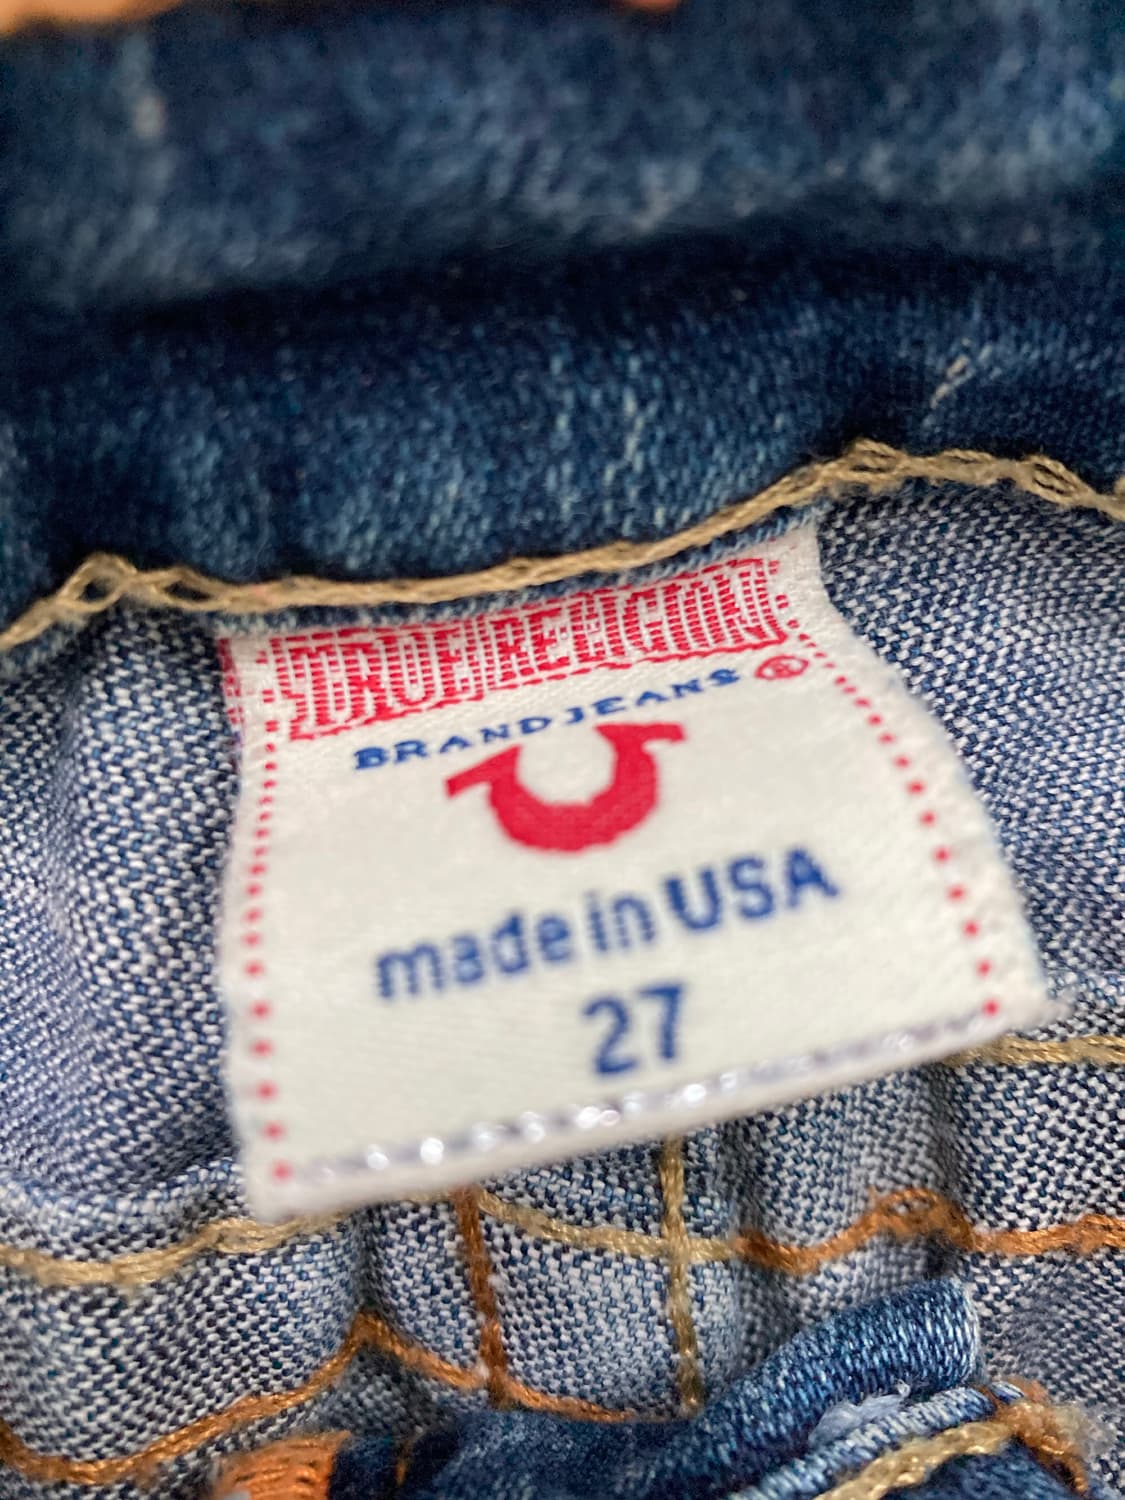 TRUE RELIGION
BRAND JEANS ®
made in USA
27